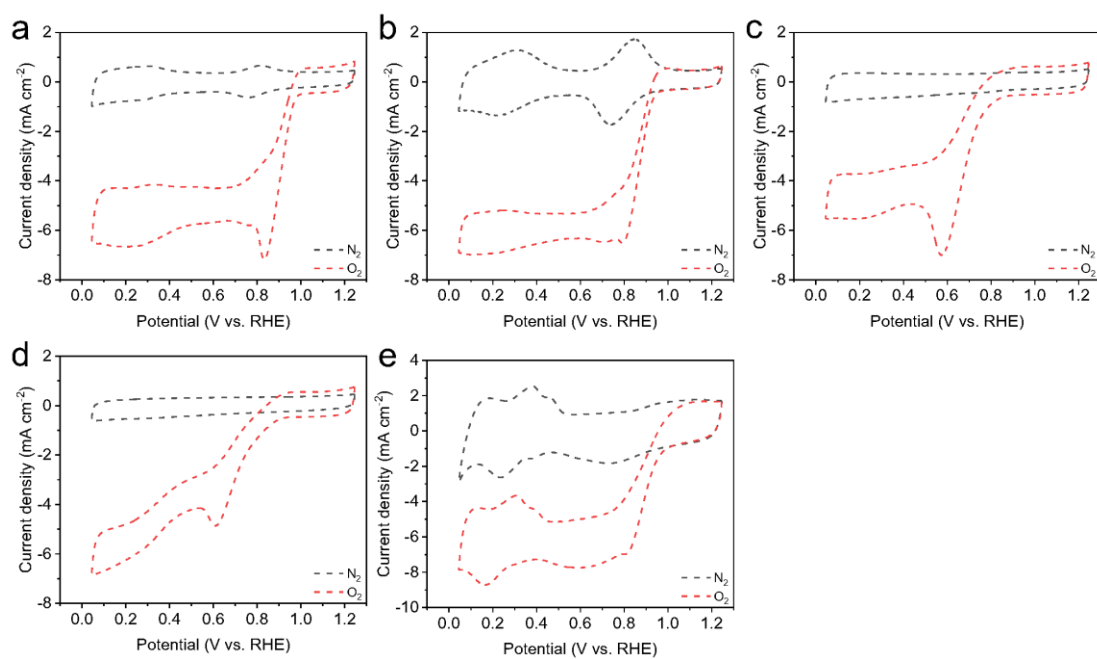 a
2
0
-2
-4
-6
-8
Current density (mA cm⁻²)
0.0 0.2 0.4 0.6 0.8 1.0 1.2
Potential (V vs. RHE)
N₂
O₂
b
2
0
-2
-4
-6
-8
Current density (mA cm⁻²)
0.0 0.2 0.4 0.6 0.8 1.0 1.2
Potential (V vs. RHE)
N₂
O₂
c
2
0
-2
-4
-6
-8
Current density (mA cm⁻²)
0.0 0.2 0.4 0.6 0.8 1.0 1.2
Potential (V vs. RHE)
N₂
O₂
d
2
0
-2
-4
-6
-8
Current density (mA cm⁻²)
0.0 0.2 0.4 0.6 0.8 1.0 1.2
Potential (V vs. RHE)
N₂
O₂
e
4
2
0
-2
-4
-6
-8
-10
Current density (mA cm⁻²)
0.0 0.2 0.4 0.6 0.8 1.0 1.2
Potential (V vs. RHE)
N₂
O₂